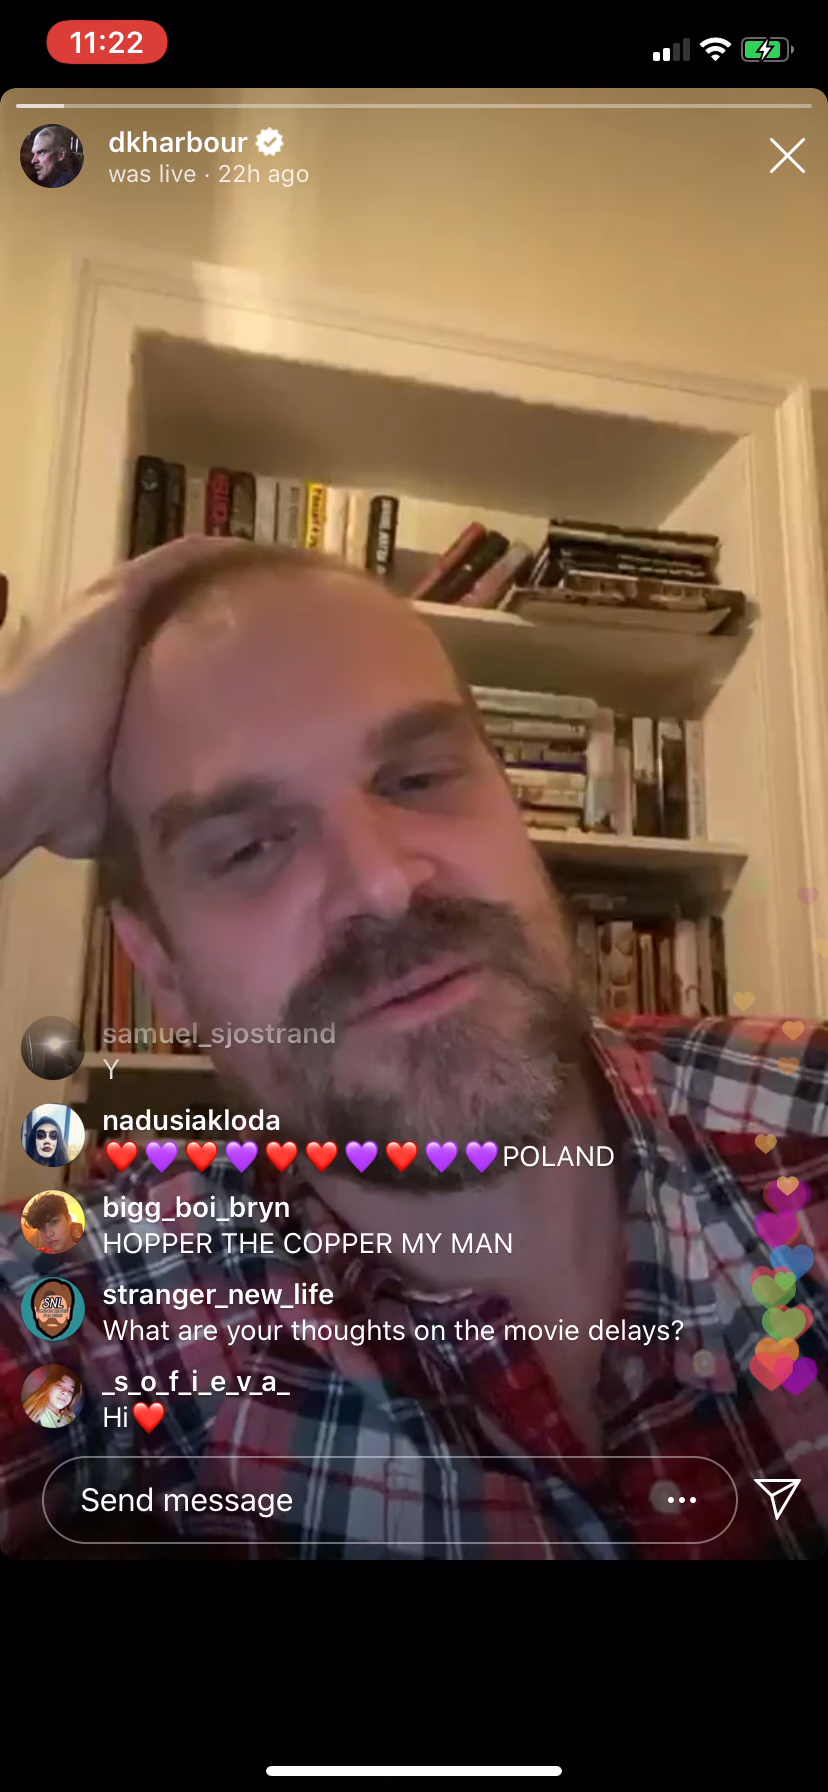 11:22
dkharbour
was live · 22h ago
samuel_sjostrand
Y
nadusiakloda
❤️💜❤️💜❤️❤️💜❤️💜💜POLAND
bigg_boi_bryn
HOPPER THE COPPER MY MAN
stranger_new_life
SNL
What are your thoughts on the movie delays?
_s_o_f_i_e_v_a_
Hi❤️
Send message